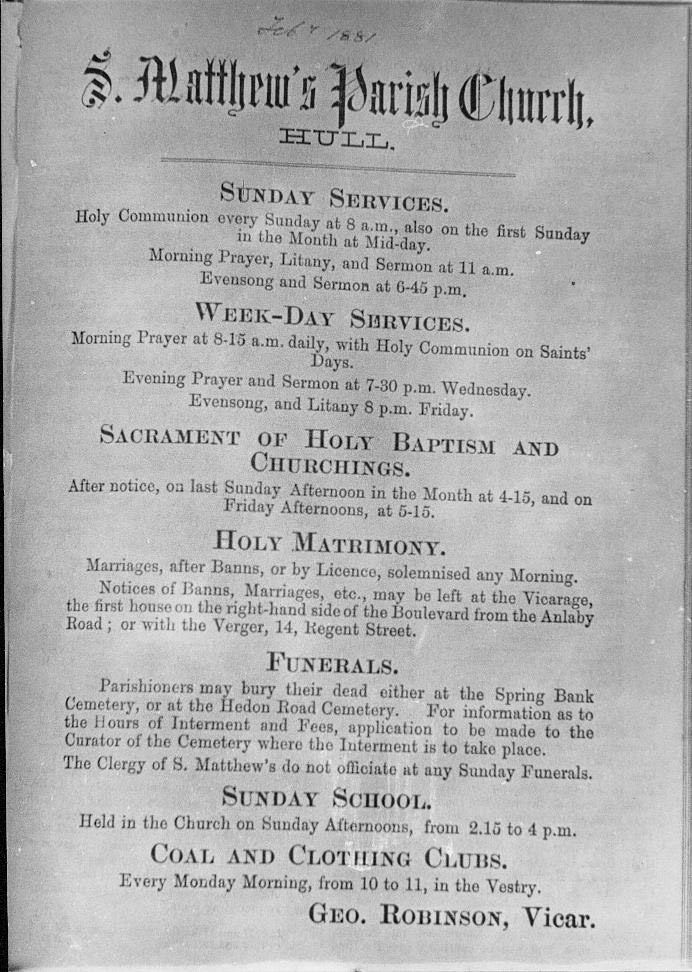 Feb 7 1881
S. Matthew's Parish Church,
HULL.
SUNDAY SERVICES.
Holy Communion every Sunday at 8 a.m., also on the first Sunday
in the Month at Mid-day.
Morning Prayer, Litany, and Sermon at 11 a.m.
Evensong and Sermon at 6-45 p.m.
WEEK-DAY SERVICES.
Morning Prayer at 8-15 a.m. daily, with Holy Communion on Saints'
Days.
Evening Prayer and Sermon at 7-30 p.m. Wednesday.
Evensong, and Litany 8 p.m. Friday.
SACRAMENT OF HOLY BAPTISM AND
CHURCHINGS.
After notice, on last Sunday Afternoon in the Month at 4-15, and on
Friday Afternoons, at 5-15.
HOLY MATRIMONY.
Marriages, after Banns, or by Licence, solemnised any Morning.
Notices of Banns, Marriages, etc., may be left at the Vicarage,
the first house on the right-hand side of the Boulevard from the Anlaby
Road; or with the Verger, 14, Regent Street.
FUNERALS.
Parishioners may bury their dead either at the Spring Bank
Cemetery, or at the Hedon Road Cemetery. For information as to
the Hours of Interment and Fees, application to be made to the
Curator of the Cemetery where the Interment is to take place.
The Clergy of S. Matthew's do not officiate at any Sunday Funerals.
SUNDAY SCHOOL.
Held in the Church on Sunday Afternoons, from 2.15 to 4 p.m.
COAL AND CLOTHING CLUBS.
Every Monday Morning, from 10 to 11, in the Vestry.
GEO. ROBINSON, Vicar.